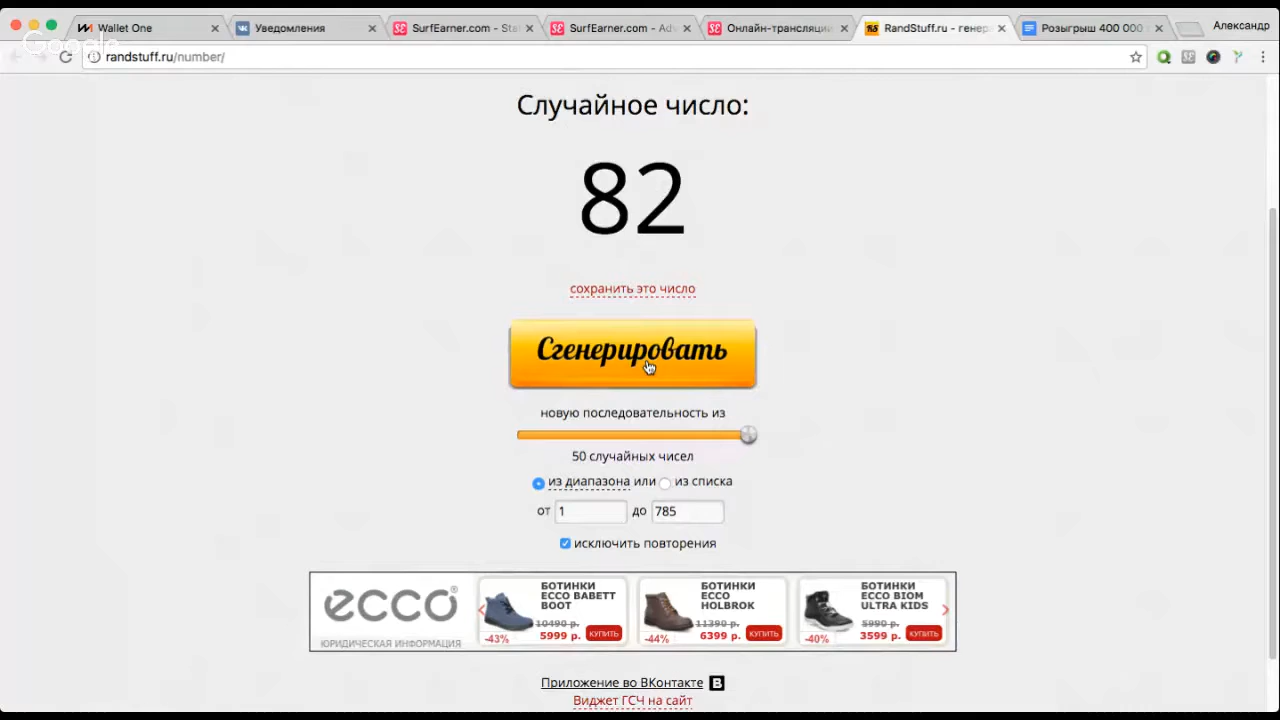 Wallet One
Уведомления
SurfEarner.com - Sta
SurfEarner.com - Adv
Онлайн-трансляции
RandStuff.ru - генер
Розыгрыш 400 000
Александр
Google
randstuff.ru/number/
Случайное число:
82
сохранить это число
Сгенерировать
новую последовательность из
50 случайных чисел
из диапазона или из списка
от 1 до 785
исключить повторения
ecco®
ЮРИДИЧЕСКАЯ ИНФОРМАЦИЯ
БОТИНКИ
ECCO BABETT
BOOT
10490 р.
-43% 5999 р. КУПИТЬ
БОТИНКИ
ECCO
HOLBROK
11390 р.
-44% 6399 р. КУПИТЬ
БОТИНКИ
ECCO BIOM
ULTRA KIDS
5990 р.
-40% 3599 р. КУПИТЬ
Приложение во ВКонтакте B
Виджет ГСЧ на сайт